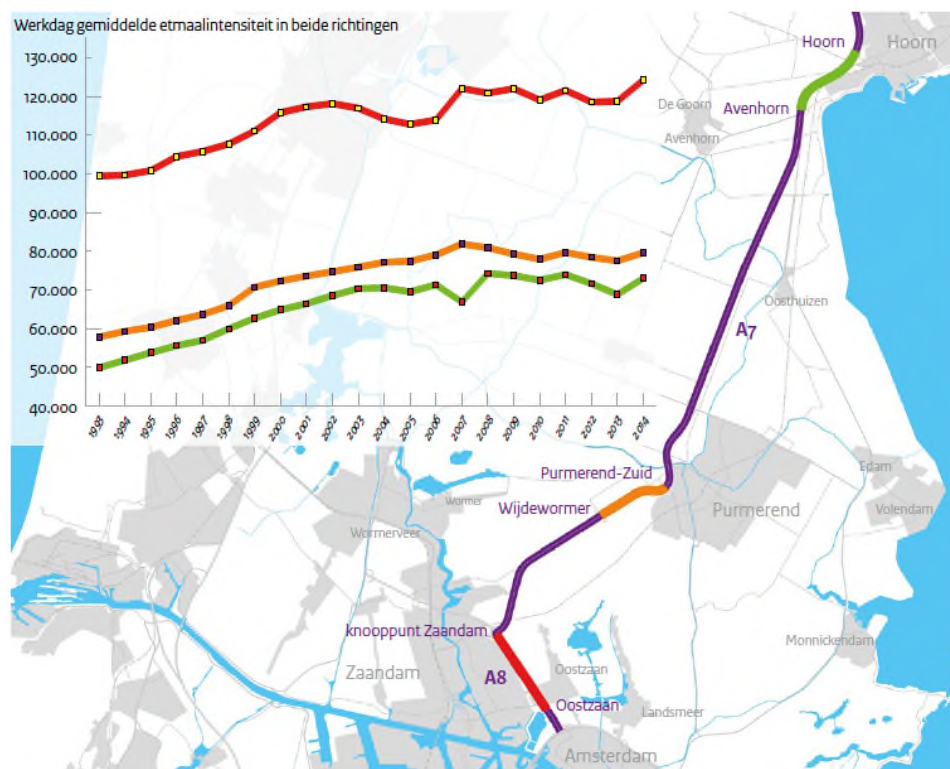 Werkdag gemiddelde etmaalintensiteit in beide richtingen
130.000
120.000
110.000
100.000
90.000
80.000
70.000
60.000
50.000
40.000
1993
1994
1995
1996
1997
1998
1999
2000
2001
2002
2003
2004
2005
2006
2007
2008
2009
2010
2011
2012
2013
2014
Hoorn
Hoorn
De Goorn
Avenhorn
Avenhorn
Oosthuizen
A7
Purmerend-Zuid
Edam
Wormer
Wijdewormer
Purmerend
Volendam
Wormerveer
knooppunt Zaandam
Monnickendam
Zaandam
A8
Oostzaan
Oostzaan
Landsmeer
Amsterdam